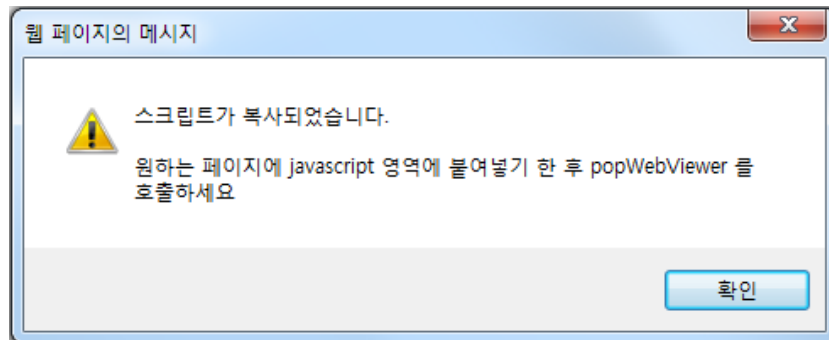 웹 페이지의 메시지
스크립트가 복사되었습니다.
원하는 페이지에 javascript 영역에 붙여넣기 한 후 popWebViewer 를
호출하세요
확인